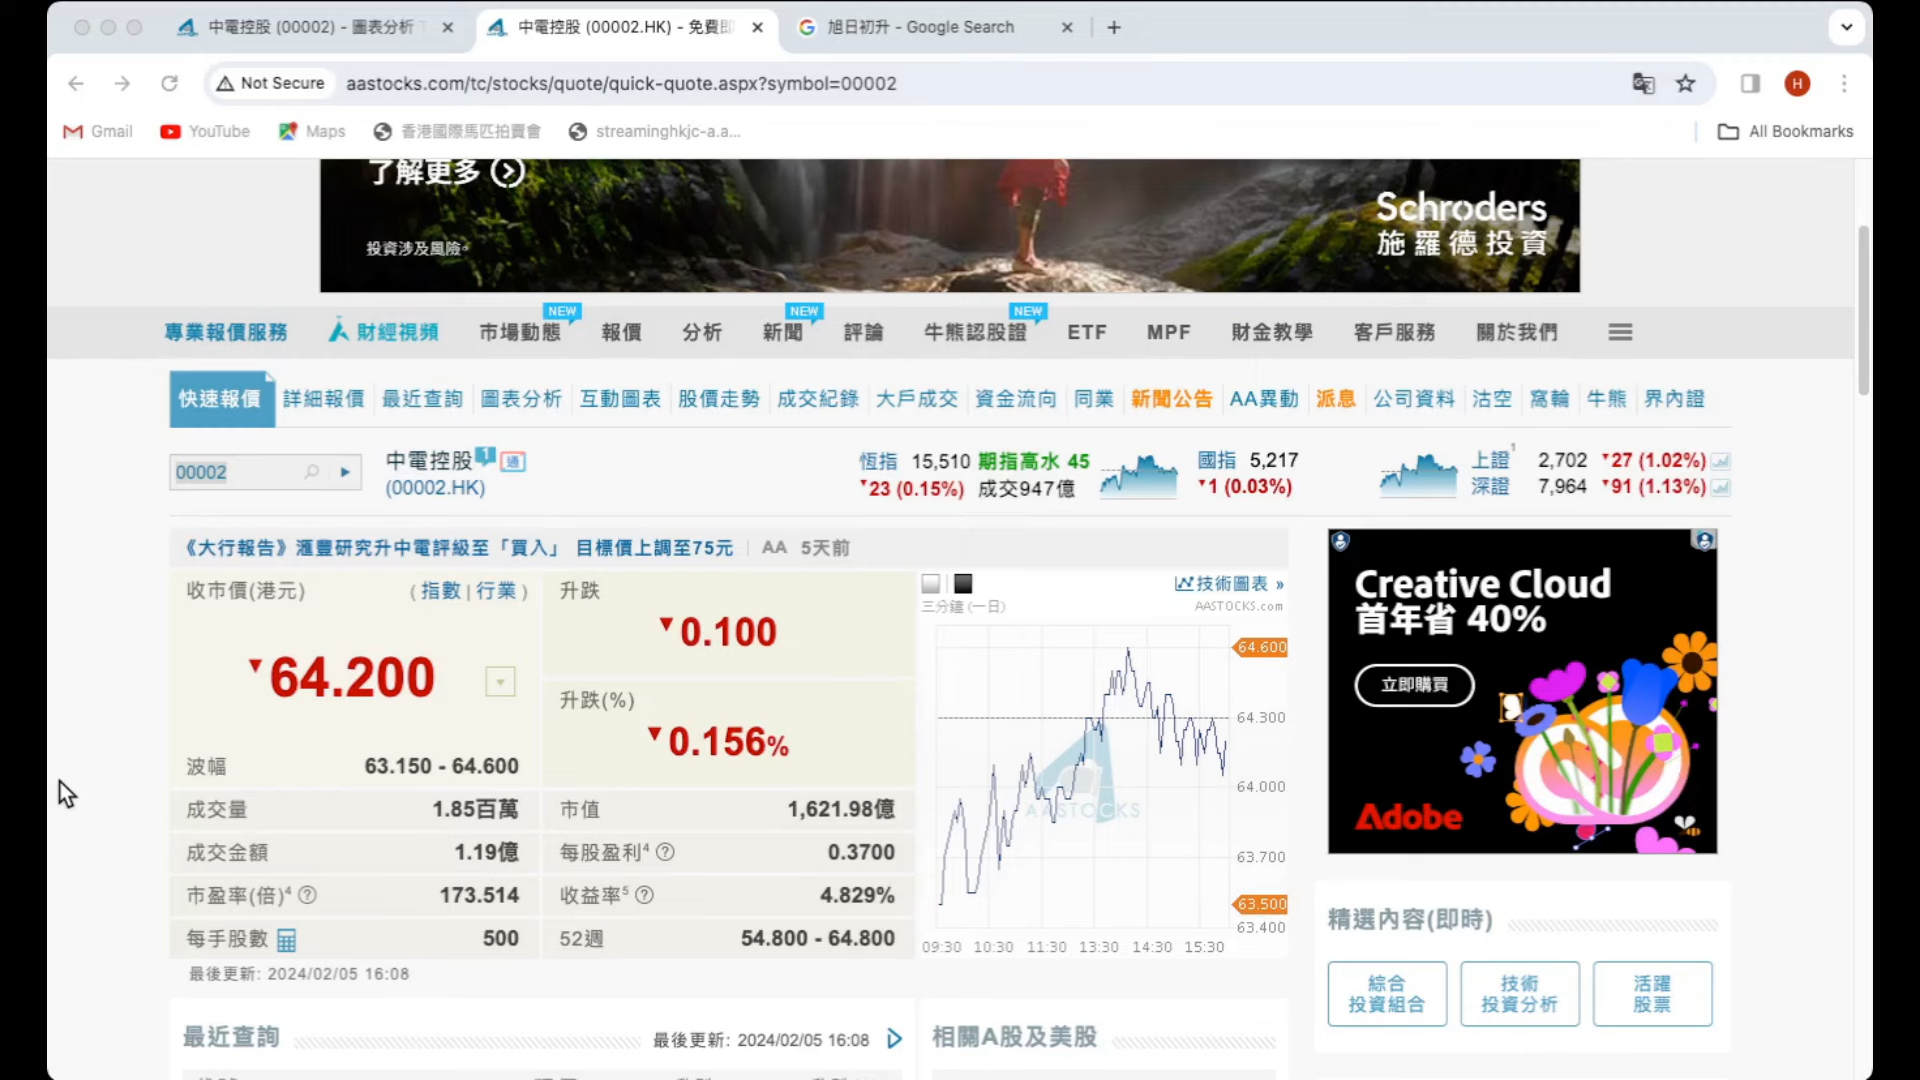 中電控股 (00002) - 圖表分析
中電控股 (00002.HK) - 免費
旭日初升 - Google Search
Not Secure
aastocks.com/tc/stocks/quote/quick-quote.aspx?symbol=00002
H
Gmail
YouTube
Maps
香港國際馬匹拍賣會
streaminghkjc-a.a...
All Bookmarks
了解更多
投資涉及風險。
Schroders
施羅德投資
專業報價服務
財經視頻
市場動態
NEW
報價
分析
新聞
NEW
評論
牛熊認股證
NEW
ETF
MPF
財金教學
客戶服務
關於我們
快速報價
詳細報價
最近查詢
圖表分析
互動圖表
股價走勢
成交紀錄
大戶成交
資金流向
同業
新聞公告
AA異動
派息
公司資料
沽空
窩輪
牛熊
界內證
00002
中電控股
1
通
(00002.HK)
恆指 15,510 期指高水 45
▼23 (0.15%) 成交947億
國指 5,217
▼1 (0.03%)
上證1 2,702 ▼27 (1.02%)
深證 7,964 ▼91 (1.13%)
《大行報告》滙豐研究升中電評級至「買入」 目標價上調至75元 | AA 5天前
收市價(港元)
( 指數 | 行業 )
▼64.200
波幅 63.150 - 64.600
升跌
▼0.100
升跌(%)
▼0.156%
成交量 1.85百萬
市值 1,621.98億
成交金額 1.19億
每股盈利4 ? 0.3700
市盈率(倍)4 ? 173.514
收益率5 ? 4.829%
每手股數 500
52週 54.800 - 64.800
最後更新: 2024/02/05 16:08
技術圖表 »
三分鐘 (一日)
AASTOCKS.com
64.600
64.300
64.000
63.700
63.500
63.400
AASTOCKS
09:30 10:30 11:30 13:30 14:30 15:30
Creative Cloud
首年省 40%
立即購買
Adobe
精選內容(即時)
綜合
投資組合
技術
投資分析
活躍
股票
最近查詢
最後更新: 2024/02/05 16:08
相關A股及美股